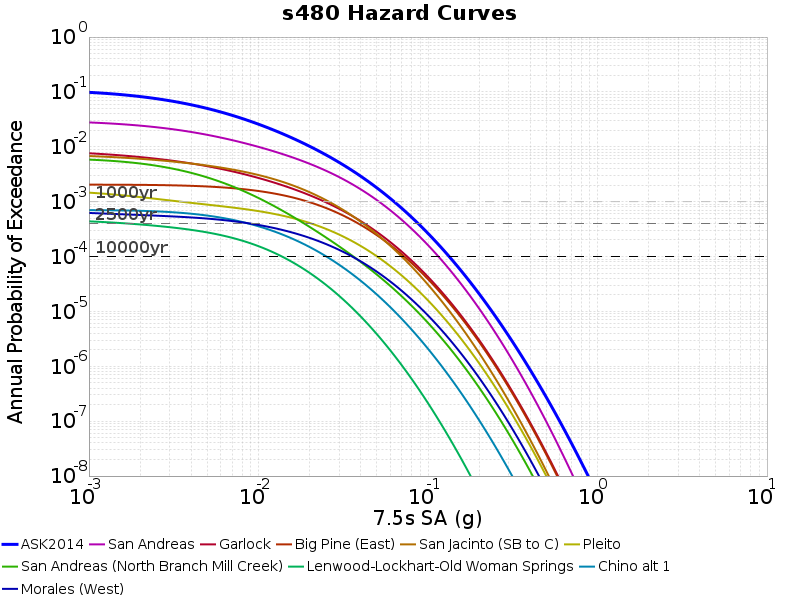 s480 Hazard Curves
Annual Probability of Exceedance
10^0
10^-1
10^-2
10^-3
10^-4
10^-5
10^-6
10^-7
10^-8
1000yr
2500yr
10000yr
10^-3 10^-2 10^-1 10^0 10^1
7.5s SA (g)
ASK2014 San Andreas Garlock Big Pine (East) San Jacinto (SB to C) Pleito
San Andreas (North Branch Mill Creek) Lenwood-Lockhart-Old Woman Springs Chino alt 1
Morales (West)